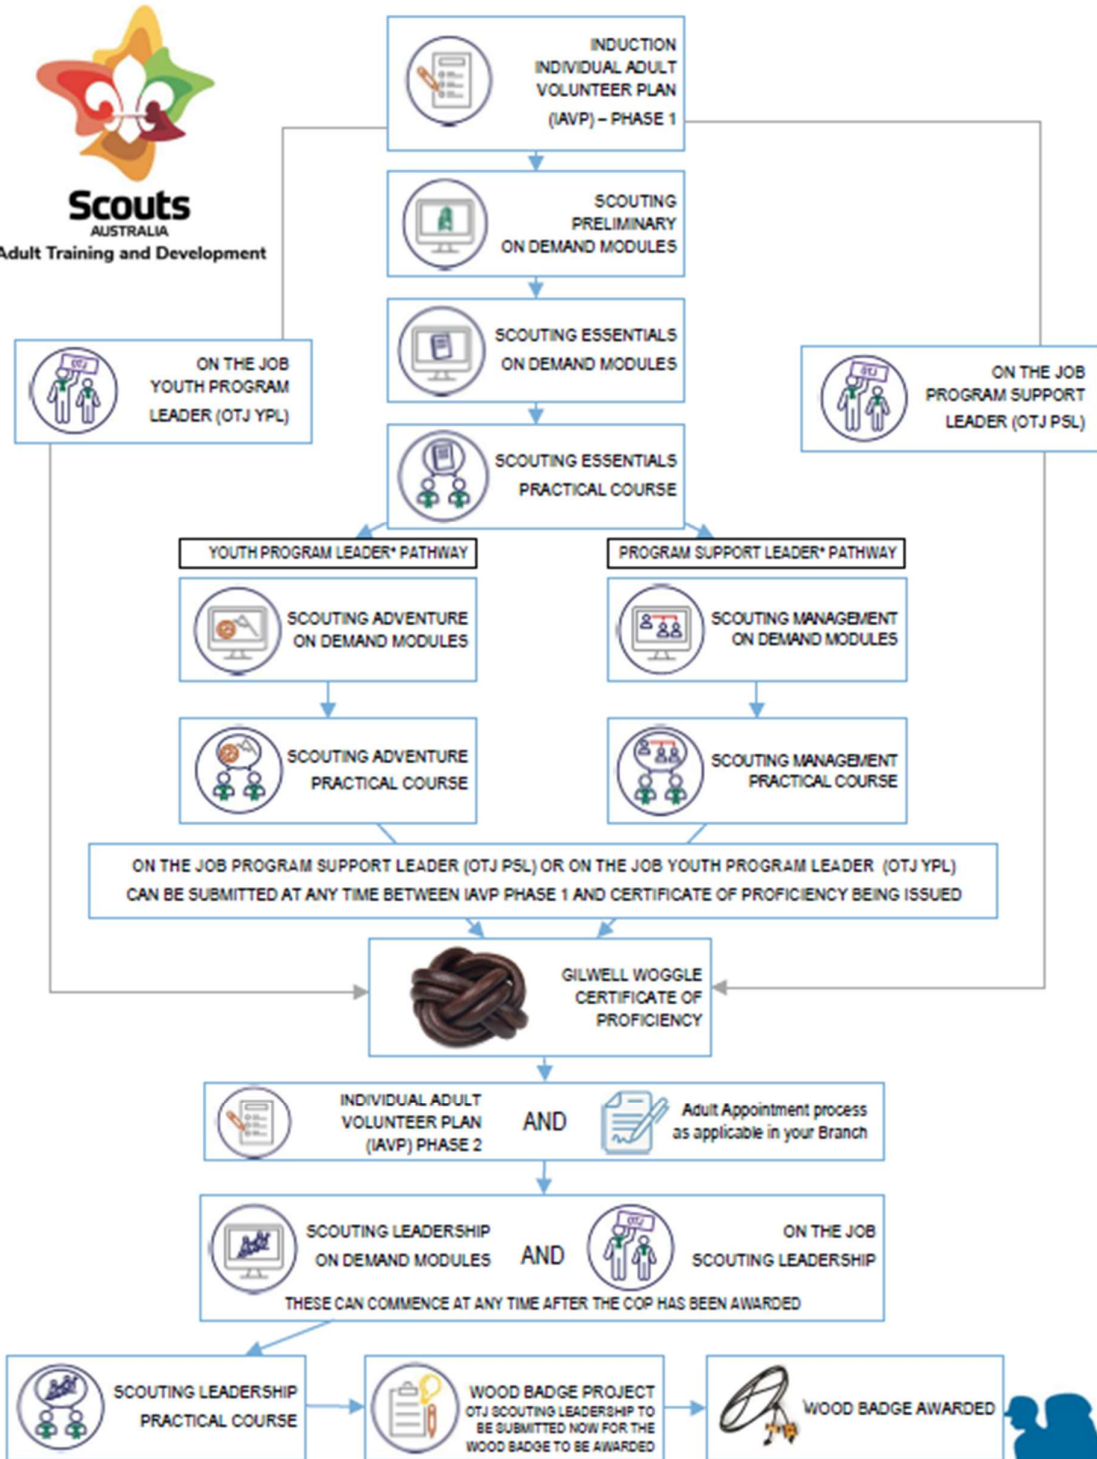 Scouts
AUSTRALIA
Adult Training and Development
INDUCTION
INDIVIDUAL ADULT
VOLUNTEER PLAN
(IAVP) – PHASE 1
SCOUTING
PRELIMINARY
ON DEMAND MODULES
SCOUTING ESSENTIALS
ON DEMAND MODULES
ON THE JOB
YOUTH PROGRAM
LEADER (OTJ YPL)
ON THE JOB
PROGRAM SUPPORT
LEADER (OTJ PSL)
SCOUTING ESSENTIALS
PRACTICAL COURSE
YOUTH PROGRAM LEADER* PATHWAY
PROGRAM SUPPORT LEADER* PATHWAY
SCOUTING ADVENTURE
ON DEMAND MODULES
SCOUTING MANAGEMENT
ON DEMAND MODULES
SCOUTING ADVENTURE
PRACTICAL COURSE
SCOUTING MANAGEMENT
PRACTICAL COURSE
ON THE JOB PROGRAM SUPPORT LEADER (OTJ PSL) OR ON THE JOB YOUTH PROGRAM LEADER (OTJ YPL)
CAN BE SUBMITTED AT ANY TIME BETWEEN IAVP PHASE 1 AND CERTIFICATE OF PROFICIENCY BEING ISSUED
GILWELL WOGGLE
CERTIFICATE OF
PROFICIENCY
INDIVIDUAL ADULT
VOLUNTEER PLAN
(IAVP) PHASE 2
AND
Adult Appointment process
as applicable in your Branch
SCOUTING LEADERSHIP
ON DEMAND MODULES
AND
OTJ
ON THE JOB
SCOUTING LEADERSHIP
THESE CAN COMMENCE AT ANY TIME AFTER THE COP HAS BEEN AWARDED
SCOUTING LEADERSHIP
PRACTICAL COURSE
WOOD BADGE PROJECT
OTJ SCOUTING LEADERSHIP TO
BE SUBMITTED NOW FOR THE
WOOD BADGE TO BE AWARDED
WOOD BADGE AWARDED